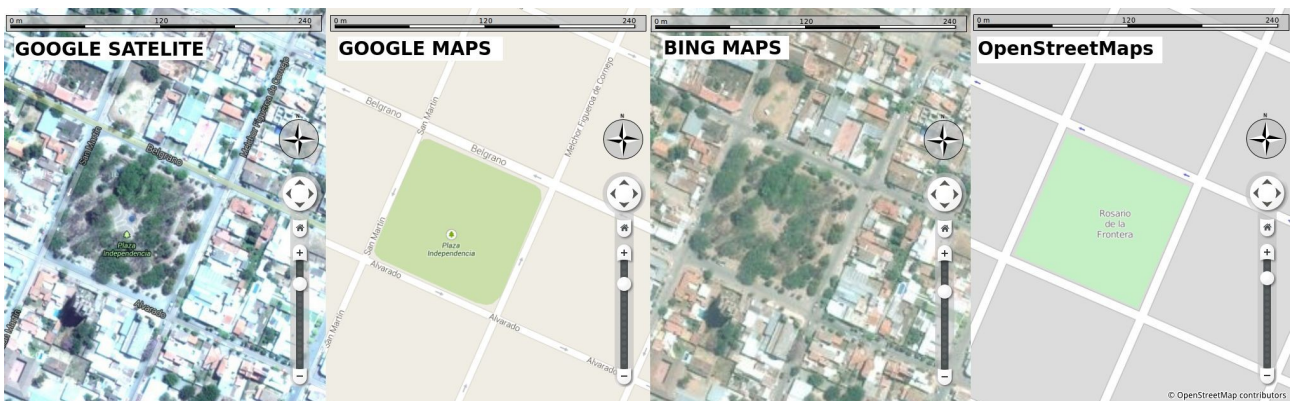 0 m 120 240
GOOGLE SATELITE
San Martín
Belgrano
Melchor Figueroa de Cornejo
N
Plaza
Independencia
Alvarado
Martín
+
−
0 m 120 240
GOOGLE MAPS
Belgrano
San Martín
Belgrano
Melchor Figueroa de Cornejo
N
San Martín
Plaza
Independencia
Alvarado
San Martín
Alvarado
Alvarado
+
−
0 m 120 240
BING MAPS
N
+
−
0 m 120 240
OpenStreetMaps
N
Rosario
de la
Frontera
+
−
© OpenStreetMap contributors